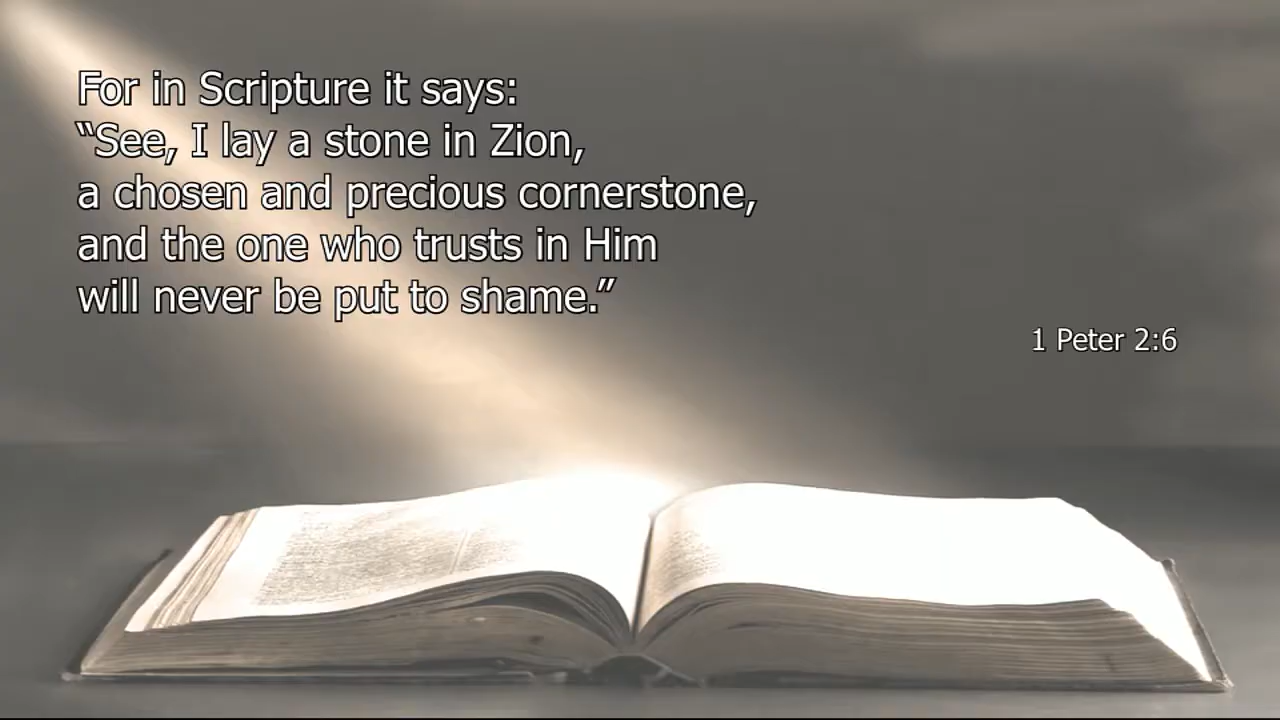 For in Scripture it says:
“See, I lay a stone in Zion,
a chosen and precious cornerstone,
and the one who trusts in Him
will never be put to shame.”
1 Peter 2:6